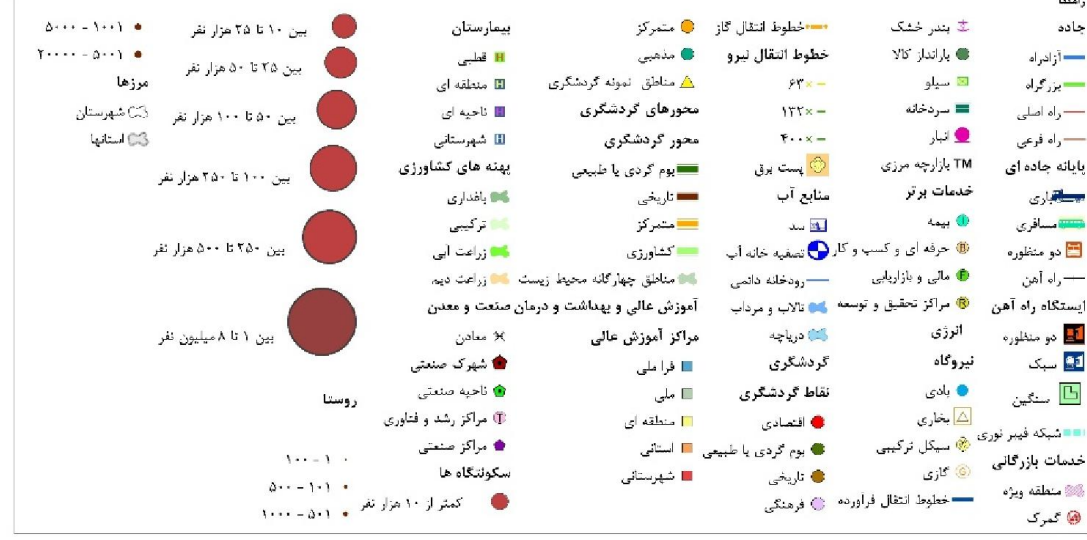 راهنما
جاده
آزادراه
بزرگراه
راه اصلی
راه فرعی
پایانه جاده ای
باری
مسافری
دو منظوره
راه آهن
ایستگاه راه آهن
دو منظوره
سبک
سنگین
شبکه فیبر نوری
خدمات بازرگانی
منطقه ویژه
گمرک
بندر خشک
بارانداز کالا
سیلو
سردخانه
انبار
TM بازارچه مرزی
خدمات برتر
بیمه
حرفه ای و کسب و کار
مالی و بازاریابی
مراکز تحقیق و توسعه
انرژی
نیروگاه
بادی
بخاری
سیکل ترکیبی
گازی
خطوط انتقال فرآورده
خطوط انتقال گاز
خطوط انتقال نیرو
۶۳
۱۳۲
۴۰۰
پست برق
منابع آب
سد
تصفیه خانه آب
رودخانه دائمی
تالاب و مرداب
دریاچه
گردشگری
نقاط گردشگری
اقتصادی
بوم گردی یا طبیعی
تاریخی
فرهنگی
متمرکز
مذهبی
مناطق نمونه گردشگری
محورهای گردشگری
محور گردشگری
بوم گردی یا طبیعی
تاریخی
متمرکز
کشاورزی
مناطق چهارگانه محیط زیست
آموزش عالی و بهداشت و درمان
مراکز آموزش عالی
فرا ملی
ملی
منطقه ای
استانی
شهرستانی
بیمارستان
قطبی
منطقه ای
ناحیه ای
شهرستانی
پهنه های کشاورزی
باغداری
ترکیبی
زراعت آبی
زراعت دیم
صنعت و معدن
معادن
شهرک صنعتی
ناحیه صنعتی
مراکز رشد و فناوری
مراکز صنعتی
سکونتگاه ها
کمتر از ۱۰ هزار نفر
بین ۱۰ تا ۲۵ هزار نفر
بین ۲۵ تا ۵۰ هزار نفر
بین ۵۰ تا ۱۰۰ هزار نفر
بین ۱۰۰ تا ۲۵۰ هزار نفر
بین ۲۵۰ تا ۵۰۰ هزار نفر
بین ۱ تا ۸ میلیون نفر
روستا
۱ - ۱۰۰
۱۰۱ - ۵۰۰
۵۰۱ - ۱۰۰۰
۱۰۰۱ - ۵۰۰۰
۵۰۰۱ - ۲۰۰۰۰
مرزها
شهرستان
استانها